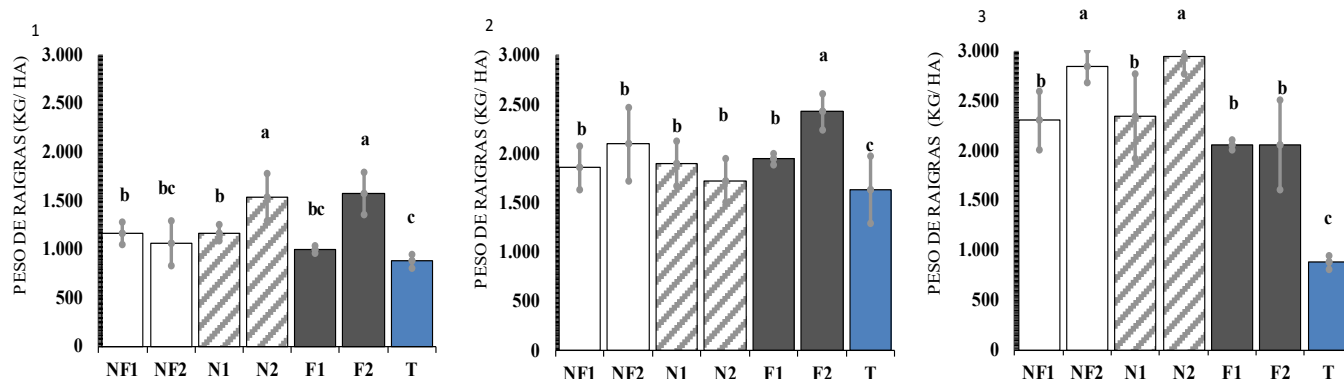 1
PESO DE RAIGRAS (KG/ HA)
3.000
2.500
2.000
1.500
1.000
500
0
b
bc
b
a
bc
a
c
NF1 NF2 N1 N2 F1 F2 T
2
PESO DE RAIGRAS (KG/ HA)
3.000
2.500
2.000
1.500
1.000
500
0
b
b
b
b
b
a
c
NF1 NF2 N1 N2 F1 F2 T
3
PESO DE RAIGRAS (KG/ HA)
3.000
2.500
2.000
1.500
1.000
500
0
b
a
b
a
b
b
c
NF1 NF2 N1 N2 F1 F2 T